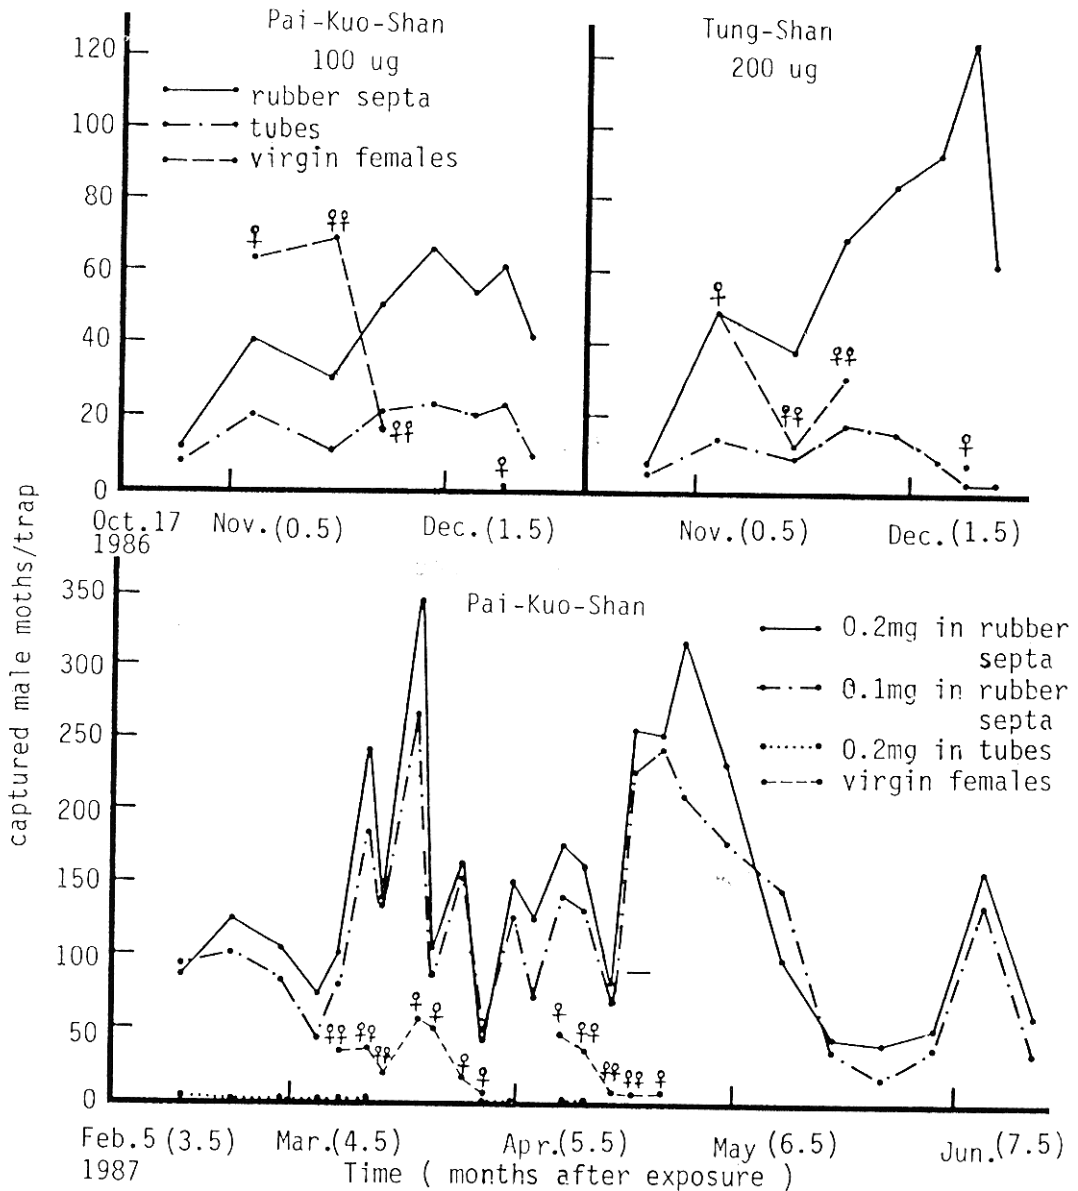 Pai-Kuo-Shan
100 ug
rubber septa
tubes
virgin females
120
100
80
60
40
20
0
♀
♀♀
♀♀
♀
Oct.17
1986
Nov.(0.5)
Dec.(1.5)
Tung-Shan
200 ug
♀
♀♀
♀♀
♀
Nov.(0.5)
Dec.(1.5)
captured male moths/trap
Pai-Kuo-Shan
0.2mg in rubber
septa
0.1mg in rubber
septa
0.2mg in tubes
virgin females
350
300
250
200
150
100
50
0
♀♀
♀♀
♀♀
♀
♀
♀
♀
♀
♀♀
♀♀
♀♀
♀
Feb.5 (3.5)
1987
Mar.(4.5)
Apr.(5.5)
May (6.5)
Jun.(7.5)
Time ( months after exposure )